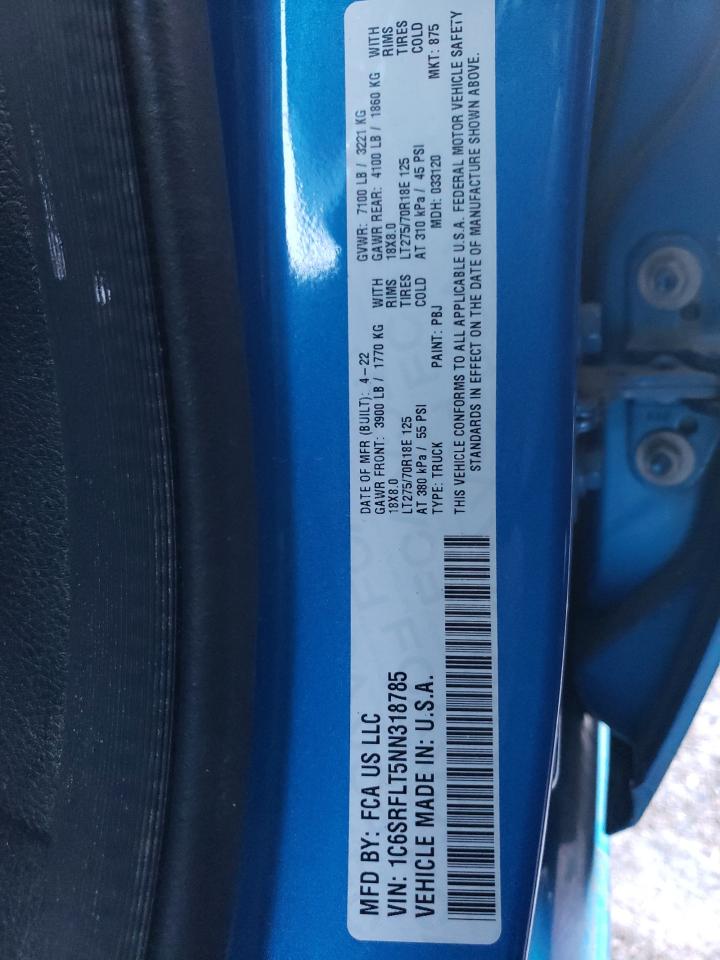 MFD BY: FCA US LLC
VIN: 1C6SRFLT5NN318785
VEHICLE MADE IN: U.S.A.
DATE OF MFR (BUILT): 4-22 GVWR: 7100 LB / 3221 KG
GAWR FRONT: 3900 LB / 1770 KG WITH GAWR REAR: 4100 LB / 1860 KG WITH
18X8.0 RIMS 18X8.0 RIMS
LT275/70R18E 125 TIRES LT275/70R18E 125 TIRES
AT 380 kPa / 55 PSI COLD AT 310 kPa / 45 PSI COLD
TYPE: TRUCK PAINT: PBJ MDH: 033120 MKT: 875
THIS VEHICLE CONFORMS TO ALL APPLICABLE U.S.A. FEDERAL MOTOR VEHICLE SAFETY
STANDARDS IN EFFECT ON THE DATE OF MANUFACTURE SHOWN ABOVE.